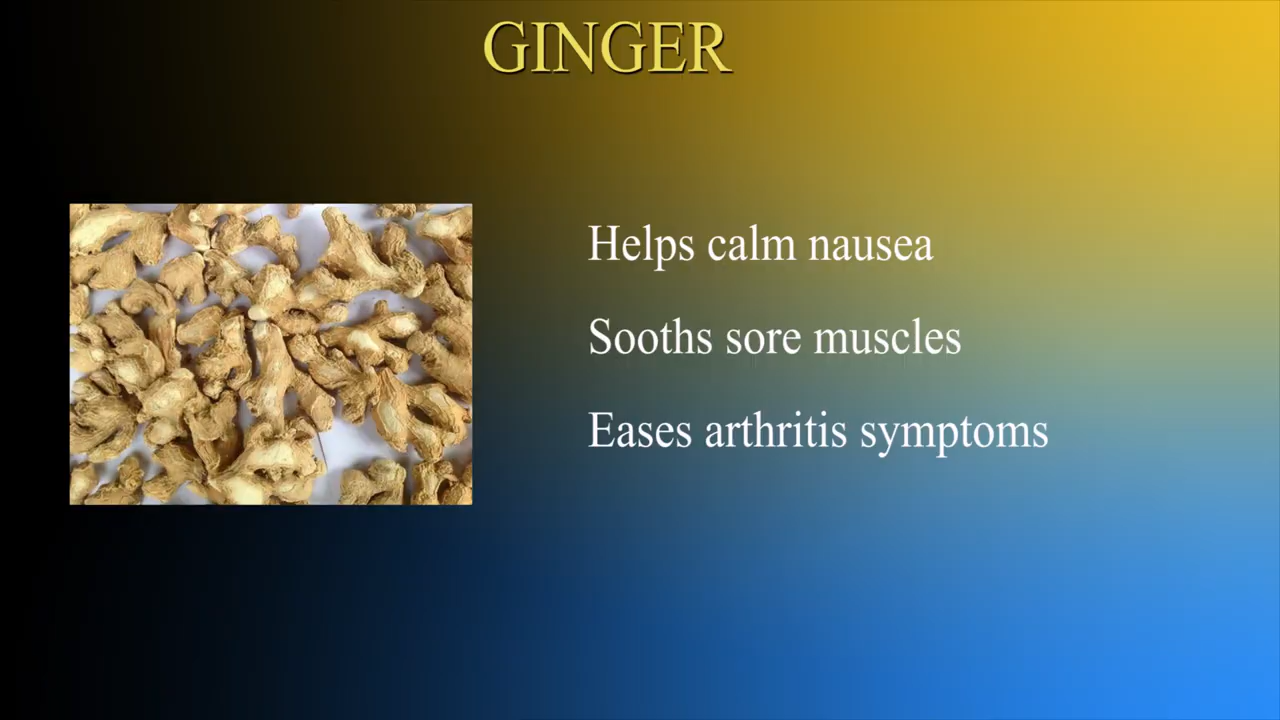 GINGER
Helps calm nausea
Sooths sore muscles
Eases arthritis symptoms